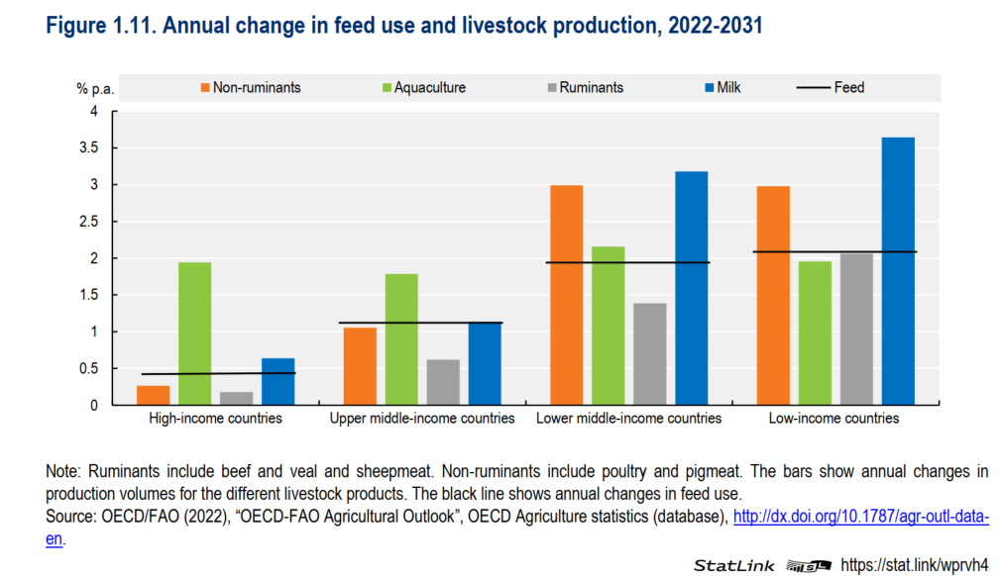 Figure 1.11. Annual change in feed use and livestock production, 2022-2031
% p.a.
Non-ruminants Aquaculture Ruminants Milk Feed
4
3.5
3
2.5
2
1.5
1
0.5
0
High-income countries Upper middle-income countries Lower middle-income countries Low-income countries
Note: Ruminants include beef and veal and sheepmeat. Non-ruminants include poultry and pigmeat. The bars show annual changes in
production volumes for the different livestock products. The black line shows annual changes in feed use.
Source: OECD/FAO (2022), “OECD-FAO Agricultural Outlook”, OECD Agriculture statistics (database), http://dx.doi.org/10.1787/agr-outl-data-
en.
StatLink https://stat.link/wprvh4